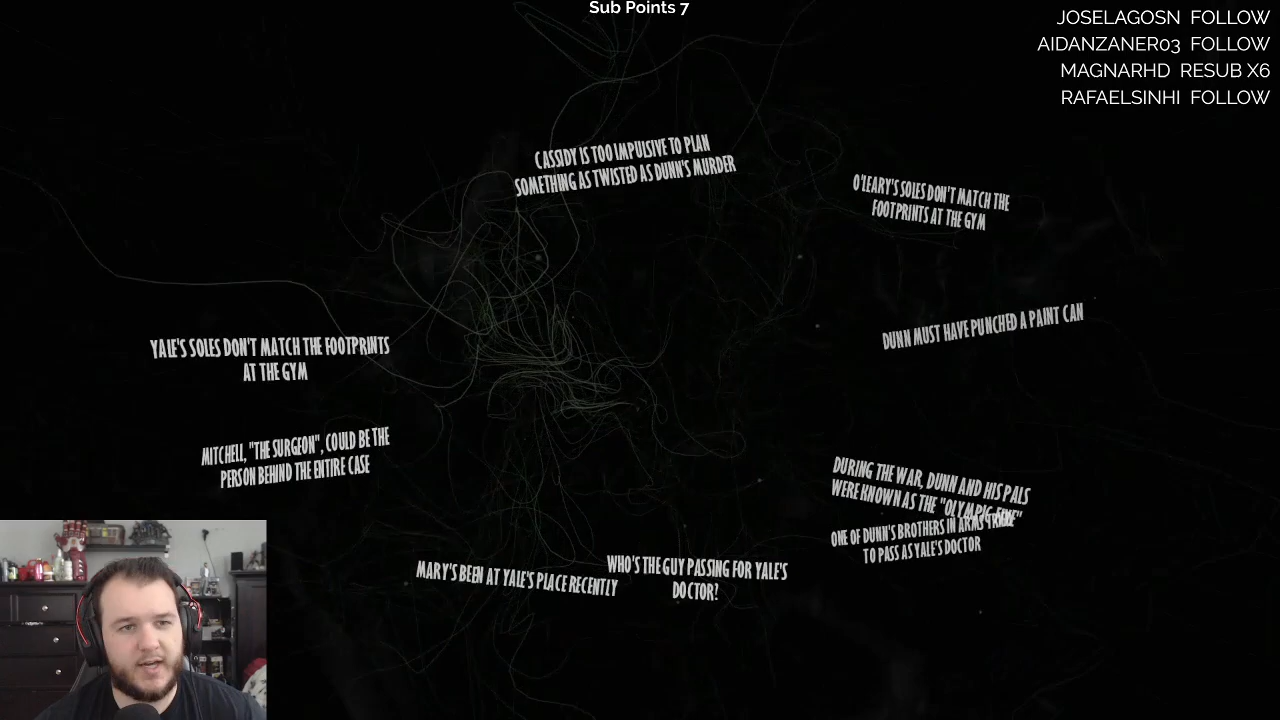 Sub Points 7
JOSELAGOSN FOLLOW
AIDANZANER03 FOLLOW
MAGNARHD RESUB X6
RAFAELSINHI FOLLOW
CASSIDY IS TOO IMPULSIVE TO PLAN
SOMETHING AS TWISTED AS DUNN'S MURDER
O'LEARY'S SOLES DON'T MATCH THE
FOOTPRINTS AT THE GYM
DUNN MUST HAVE PUNCHED A PAINT CAN
YALE'S SOLES DON'T MATCH THE FOOTPRINTS
AT THE GYM
MITCHELL, "THE SURGEON", COULD BE THE
PERSON BEHIND THE ENTIRE CASE
DURING THE WAR, DUNN AND HIS PALS
WERE KNOWN AS THE "OLYMPIC FIVE"
ONE OF DUNN'S BROTHERS IN ARMS TRIED
TO PASS AS YALE'S DOCTOR
MARY'S BEEN AT YALE'S PLACE RECENTLY
WHO'S THE GUY PASSING FOR YALE'S
DOCTOR?